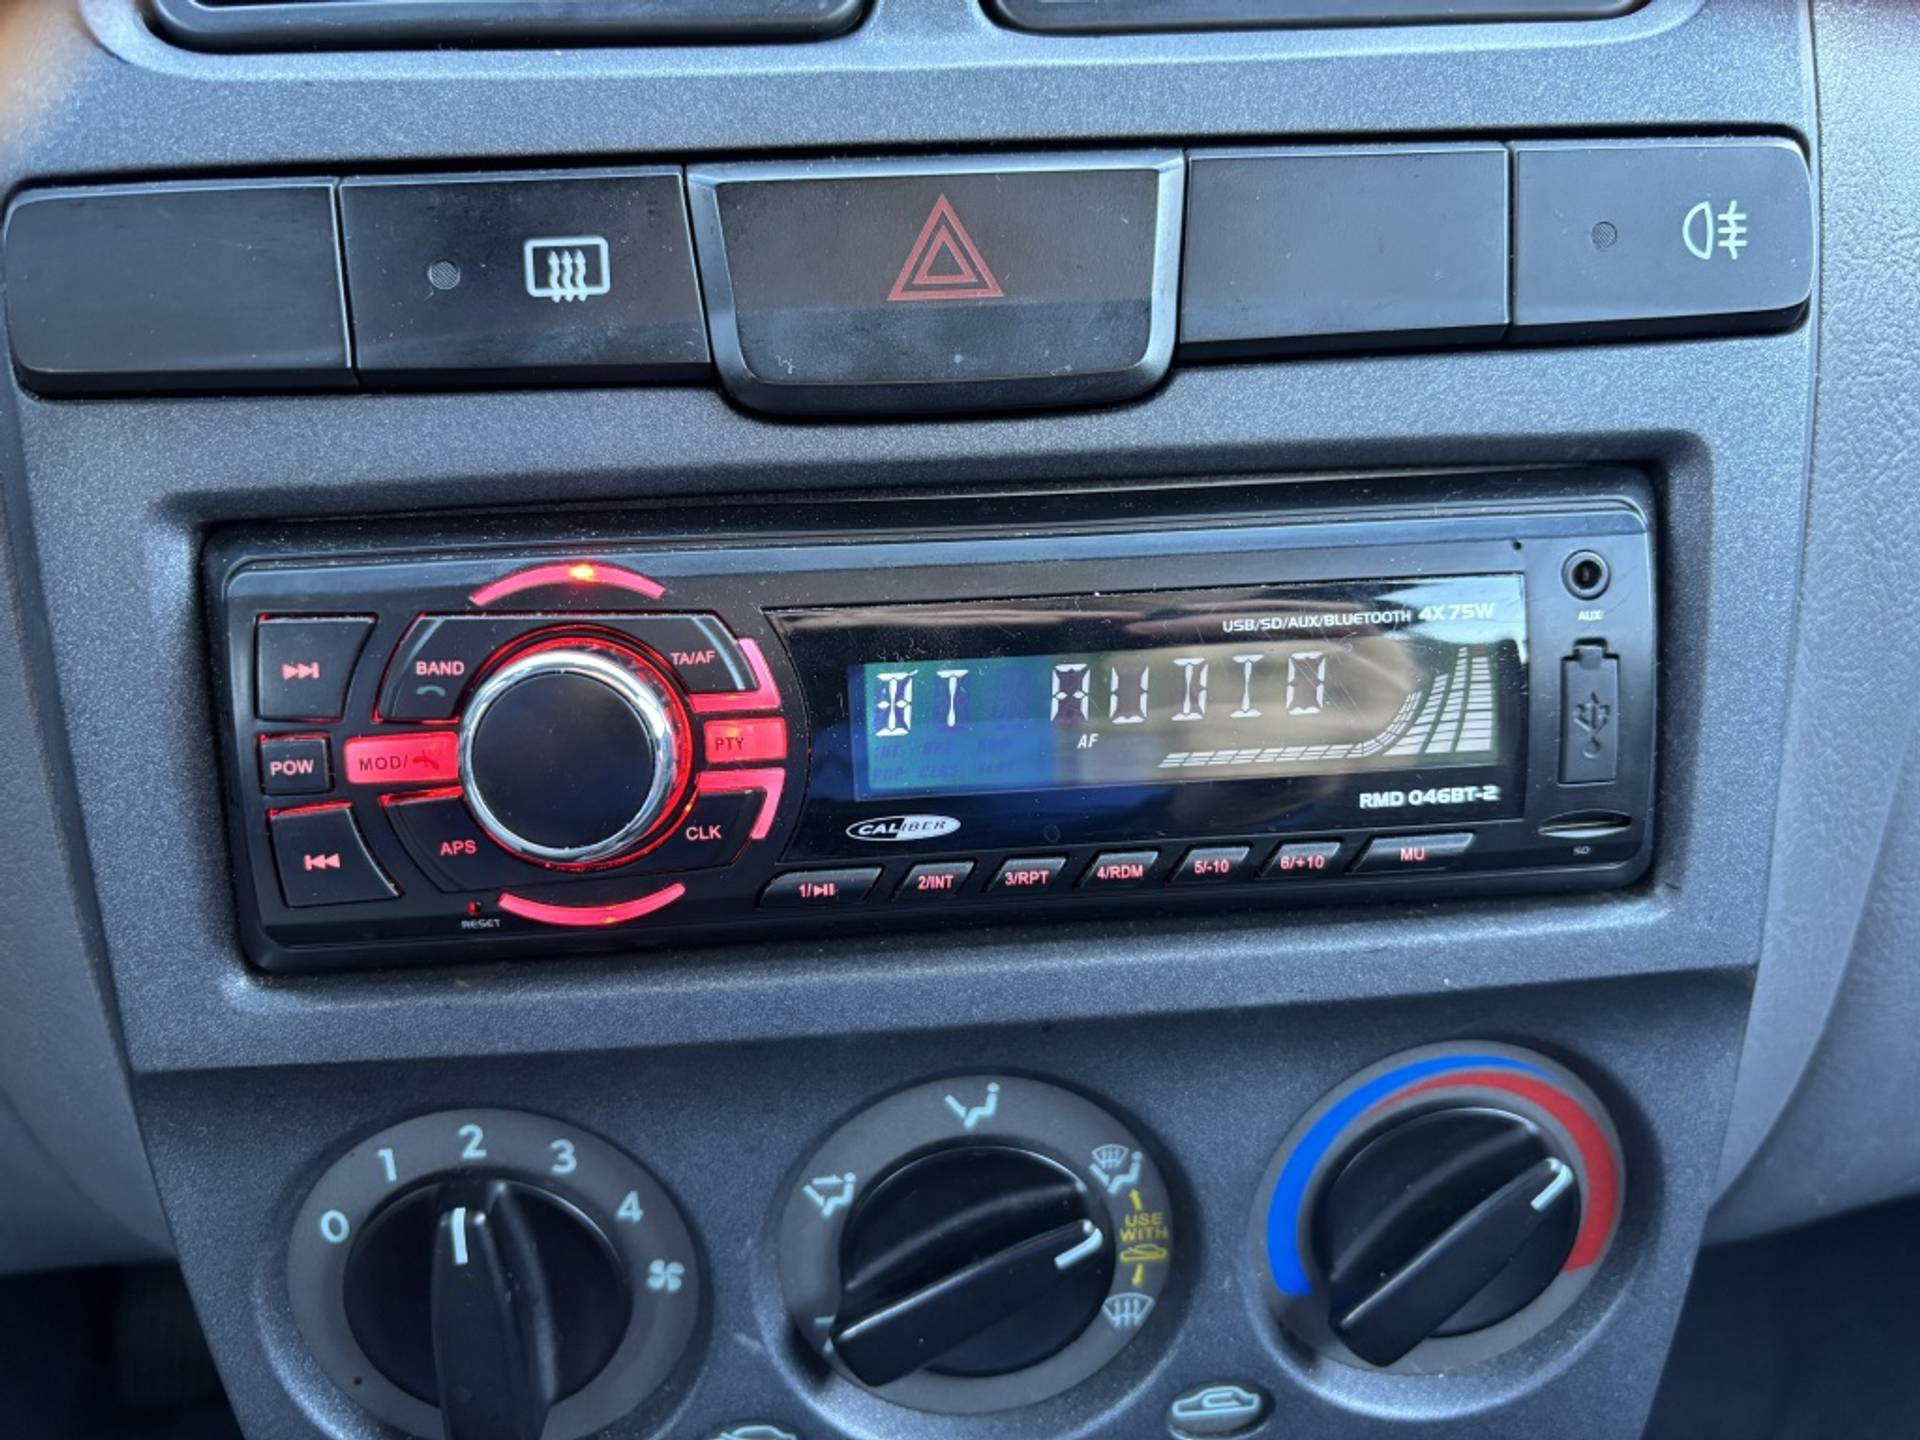 USB/SD/AUX/BLUETOOTH 4X75W
AUX
BAND
TA/AF
BT AUDIO
POW
MOD/
PTY
AF
RMD 046BT-2
APS
CLK
CALIBER
SD
1/
2/INT
3/RPT
4/RDM
5/-10
6/+10
MU
RESET
0
1
2
3
4
USE
WITH